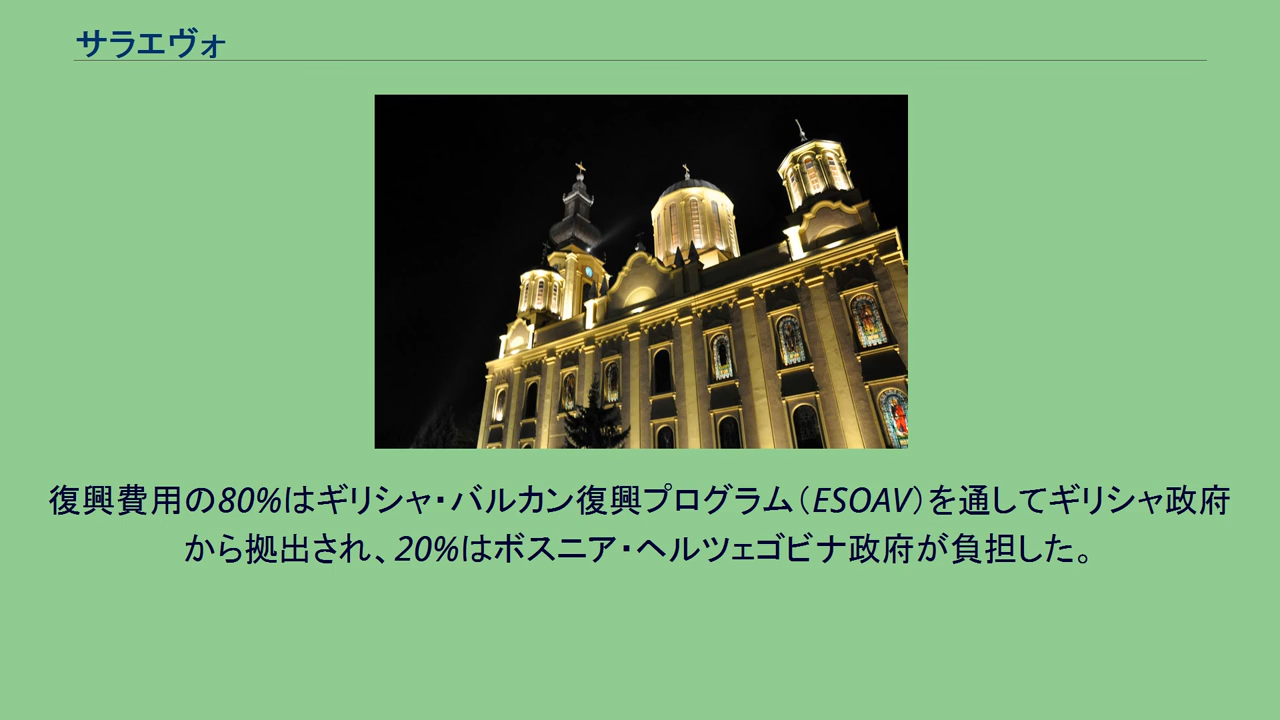 サラエヴォ
復興費用の80%はギリシャ・バルカン復興プログラム（ESOAV）を通してギリシャ政府
から拠出され、20%はボスニア・ヘルツェゴビナ政府が負担した。